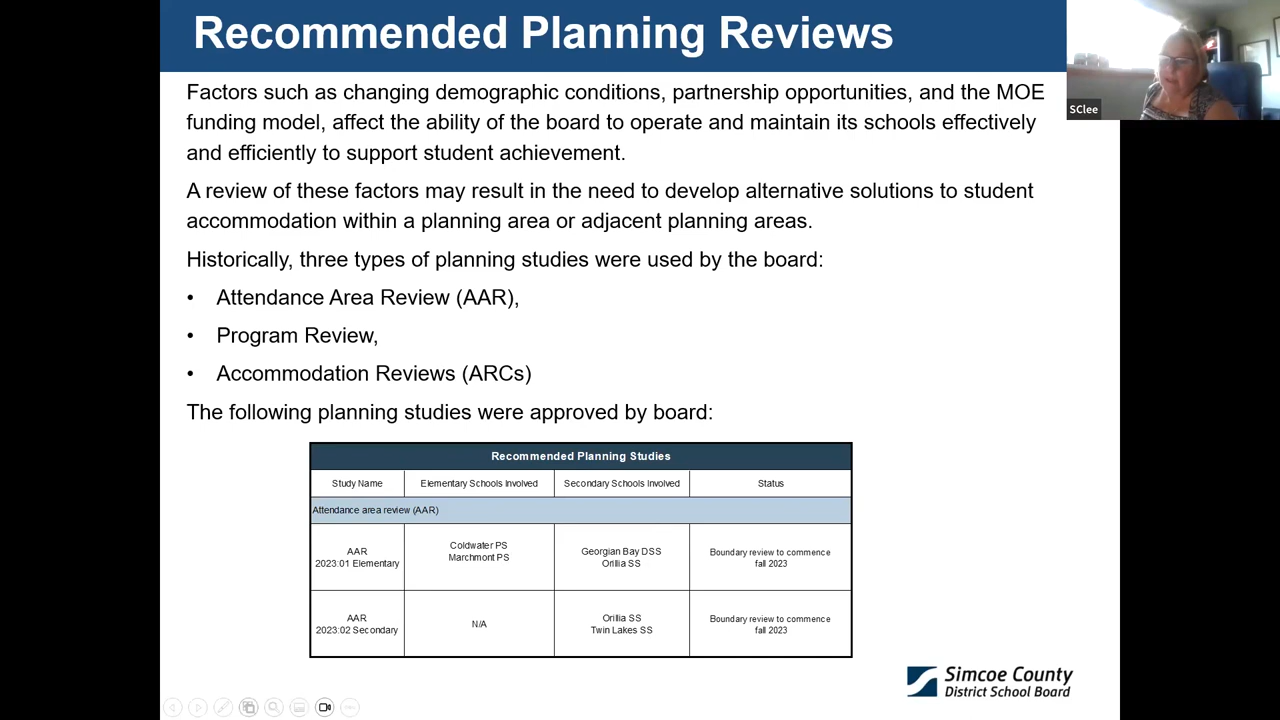 Recommended Planning Reviews
SClee
Factors such as changing demographic conditions, partnership opportunities, and the MOE
funding model, affect the ability of the board to operate and maintain its schools effectively
and efficiently to support student achievement.
A review of these factors may result in the need to develop alternative solutions to student
accommodation within a planning area or adjacent planning areas.
Historically, three types of planning studies were used by the board:
• Attendance Area Review (AAR),
• Program Review,
• Accommodation Reviews (ARCs)
The following planning studies were approved by board:
Recommended Planning Studies
Study Name Elementary Schools Involved Secondary Schools Involved Status
Attendance area review (AAR)
AAR
2023:01 Elementary
Coldwater PS
Marchmont PS
Georgian Bay DSS
Orillia SS
Boundary review to commence
fall 2023
AAR
2023:02 Secondary
N/A
Orillia SS
Twin Lakes SS
Boundary review to commence
fall 2023
Simcoe County
District School Board